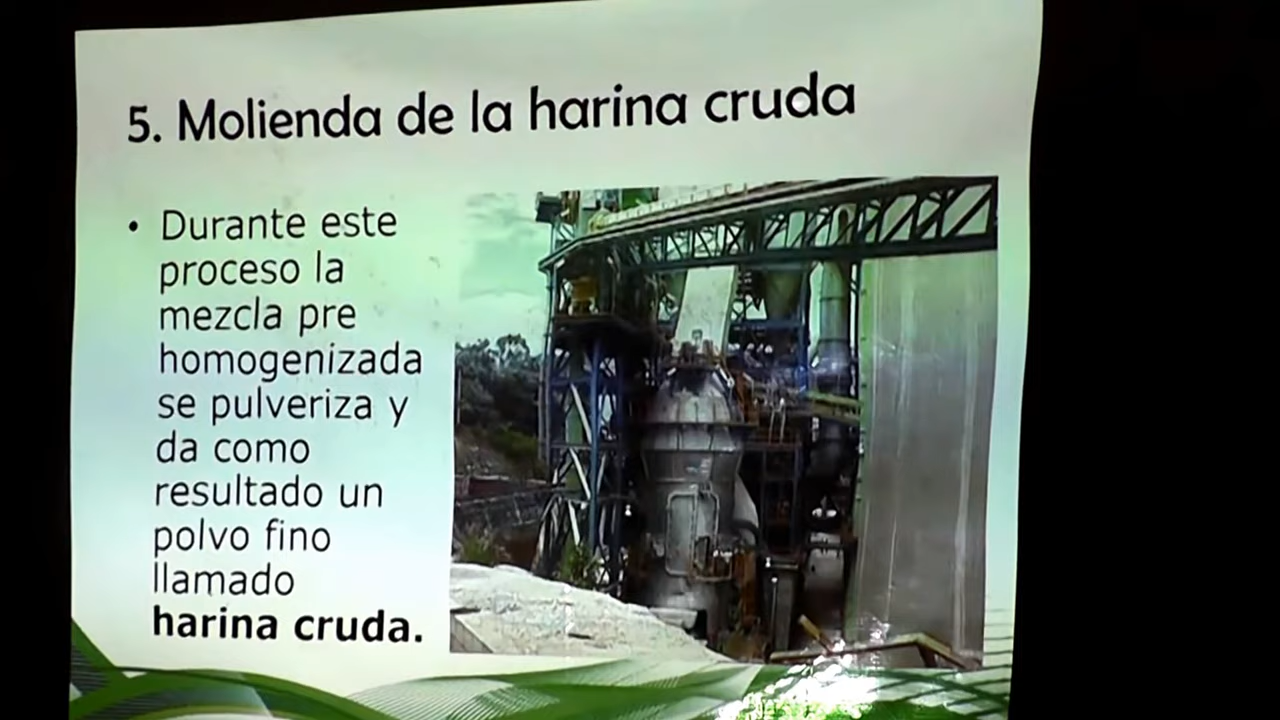 5. Molienda de la harina cruda
• Durante este
proceso la
mezcla pre
homogenizada
se pulveriza y
da como
resultado un
polvo fino
llamado
harina cruda.